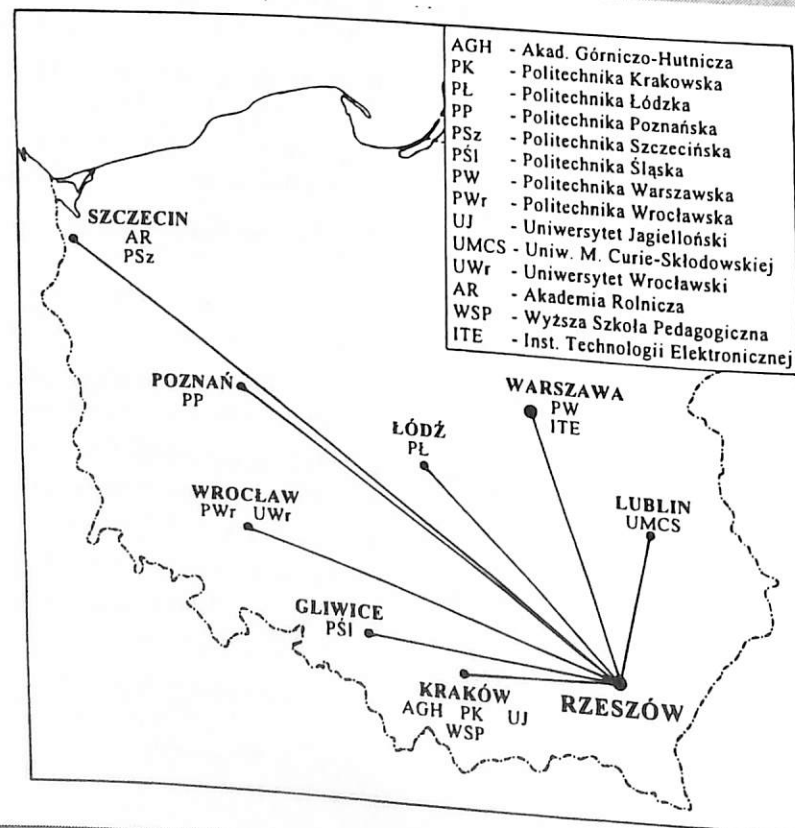 AGH - Akad. Górniczo-Hutnicza
PK - Politechnika Krakowska
PŁ - Politechnika Łódzka
PP - Politechnika Poznańska
PSz - Politechnika Szczecińska
PŚl - Politechnika Śląska
PW - Politechnika Warszawska
PWr - Politechnika Wrocławska
UJ - Uniwersytet Jagielloński
UMCS - Uniw. M. Curie-Skłodowskiej
UWr - Uniwersytet Wrocławski
AR - Akademia Rolnicza
WSP - Wyższa Szkoła Pedagogiczna
ITE - Inst. Technologii Elektronicznej
SZCZECIN
AR
PSz
POZNAŃ
PP
WARSZAWA
PW
ITE
ŁÓDŹ
PŁ
WROCŁAW
PWr UWr
LUBLIN
UMCS
GLIWICE
PŚl
KRAKÓW
AGH PK UJ
WSP
RZESZÓW